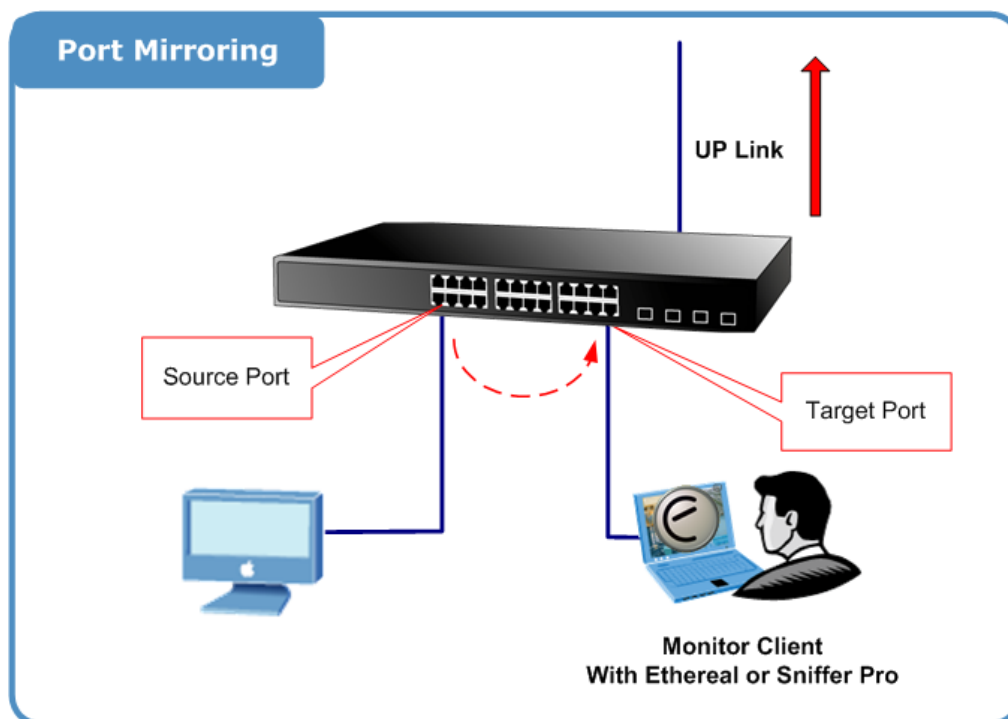 Port Mirroring
UP Link
Source Port
Target Port
Monitor Client
With Ethereal or Sniffer Pro